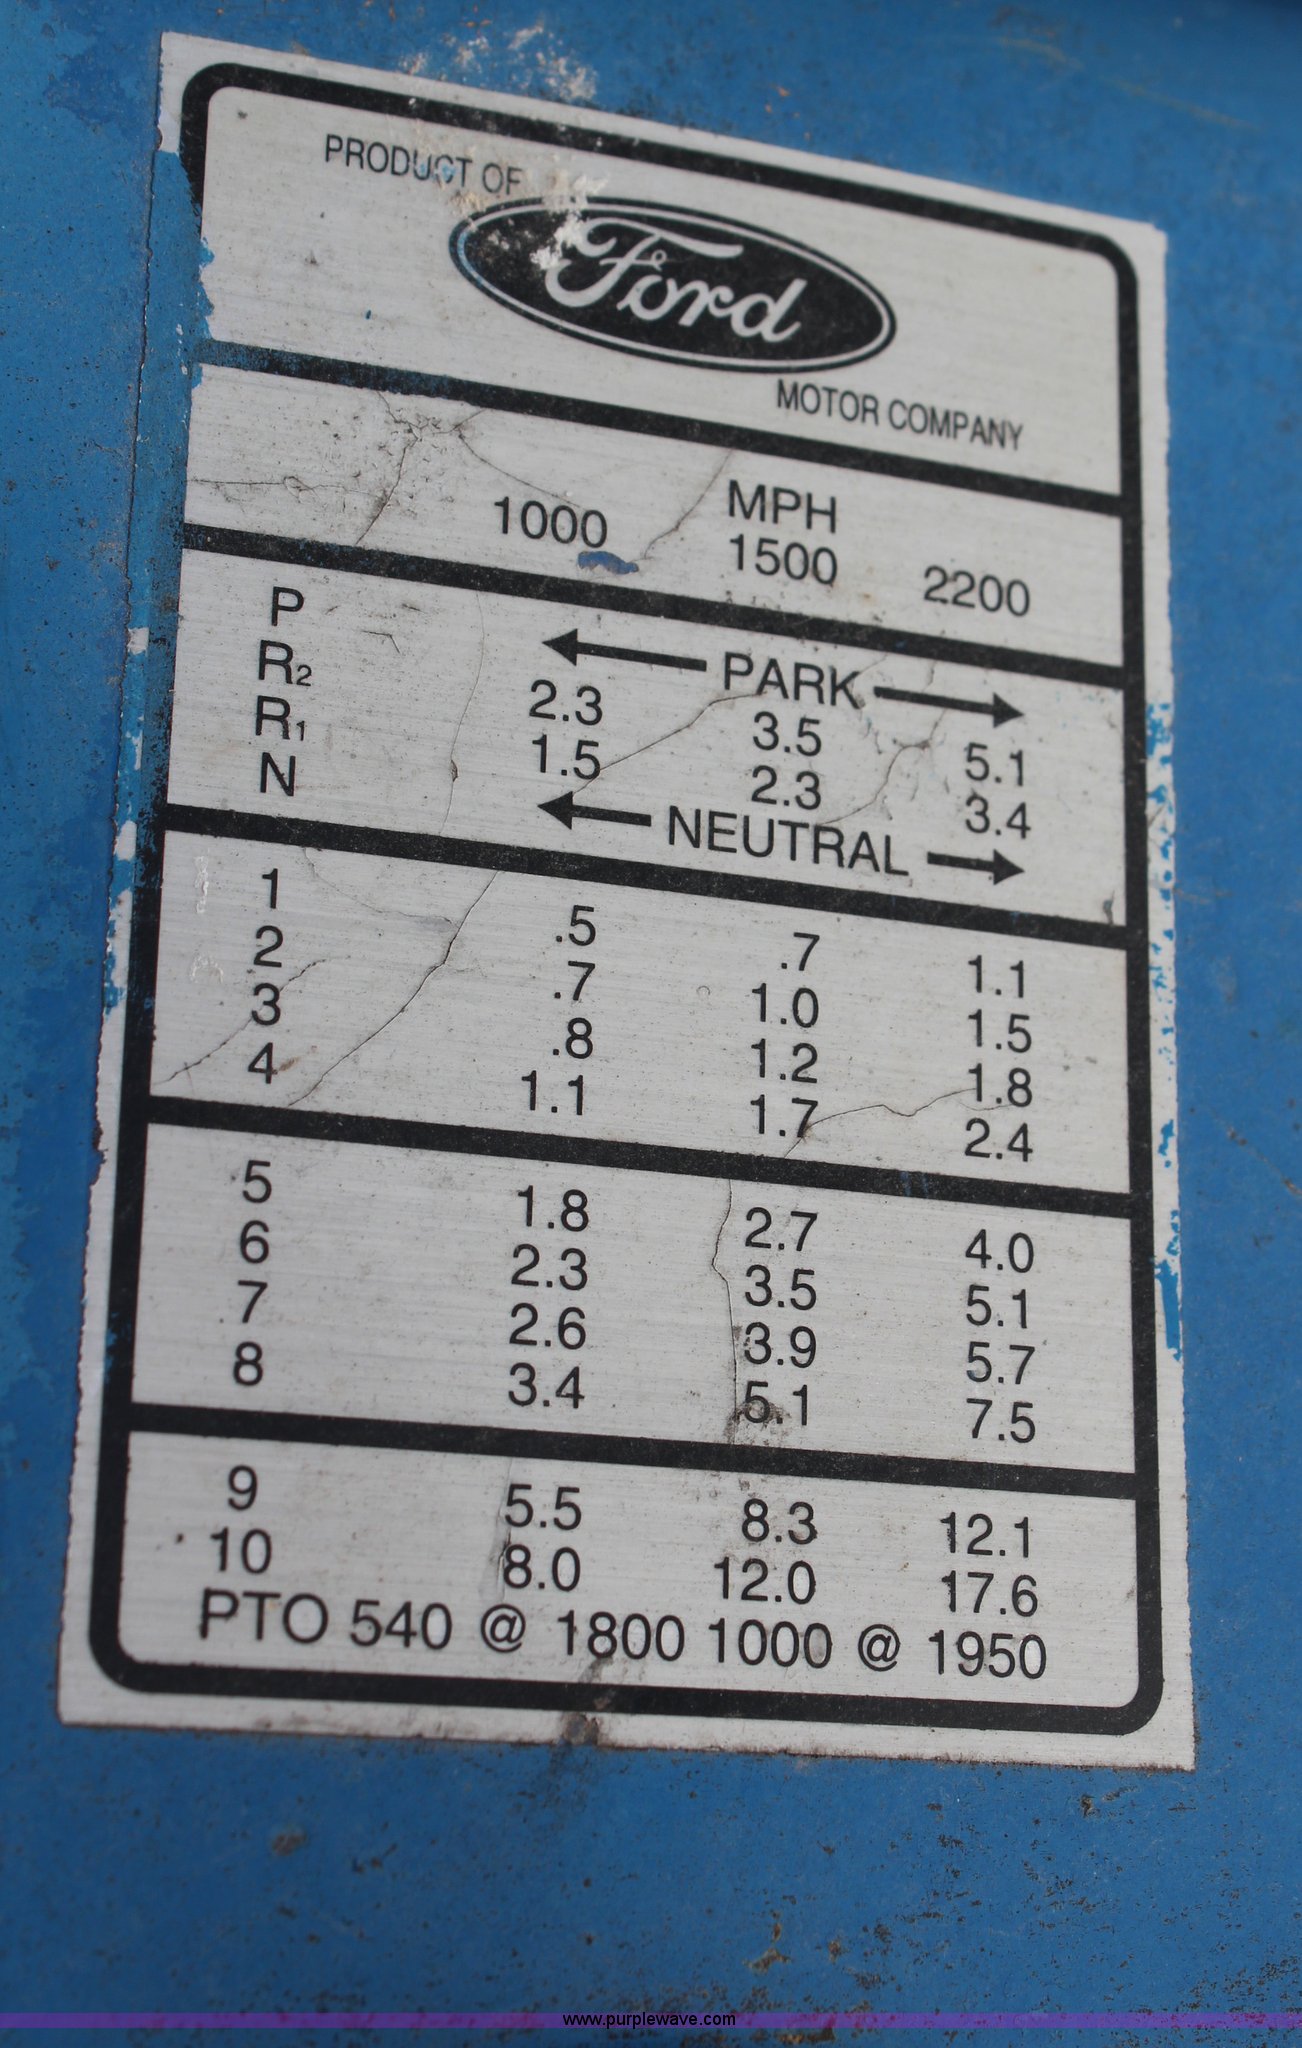 PRODUCT OF
Ford
MOTOR COMPANY
MPH
1000 1500 2200
P ← PARK →
R2 2.3 3.5 5.1
R1 1.5 2.3 3.4
N ← NEUTRAL →
1 .5 .7 1.1
2 .7 1.0 1.5
3 .8 1.2 1.8
4 1.1 1.7 2.4
5 1.8 2.7 4.0
6 2.3 3.5 5.1
7 2.6 3.9 5.7
8 3.4 5.1 7.5
9 5.5 8.3 12.1
10 8.0 12.0 17.6
PTO 540 @ 1800 1000 @ 1950
www.purplewave.com